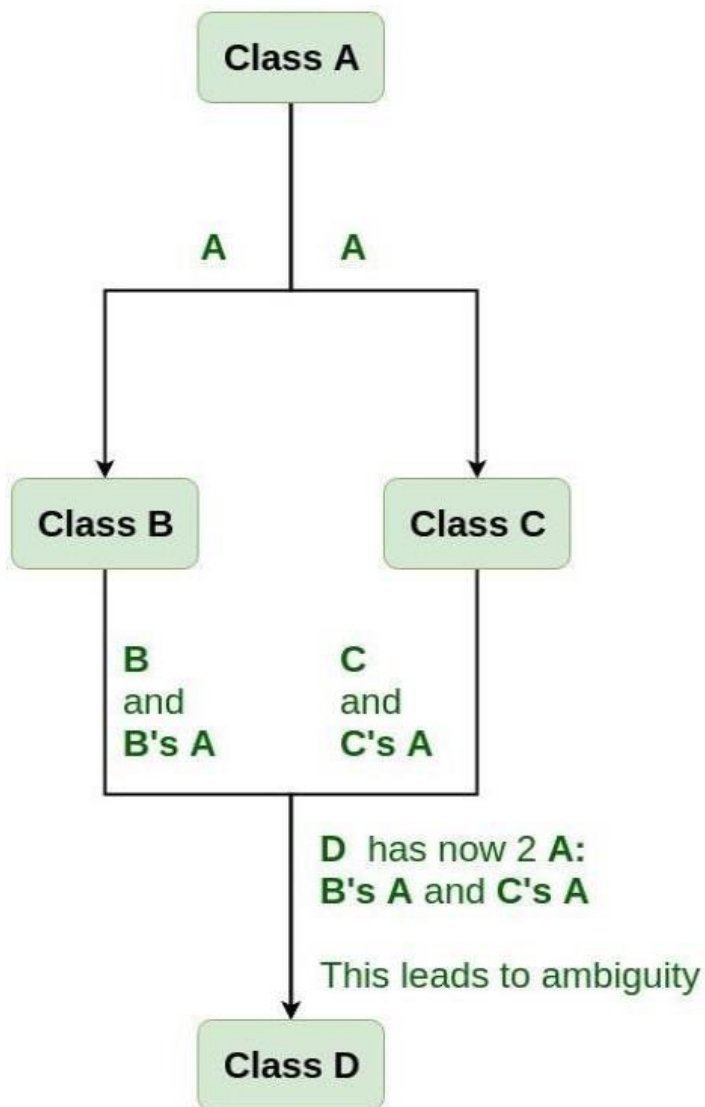 Class A
A
A
Class B
Class C
B
and
B's A
C
and
C's A
D has now 2 A:
B's A and C's A
This leads to ambiguity
Class D